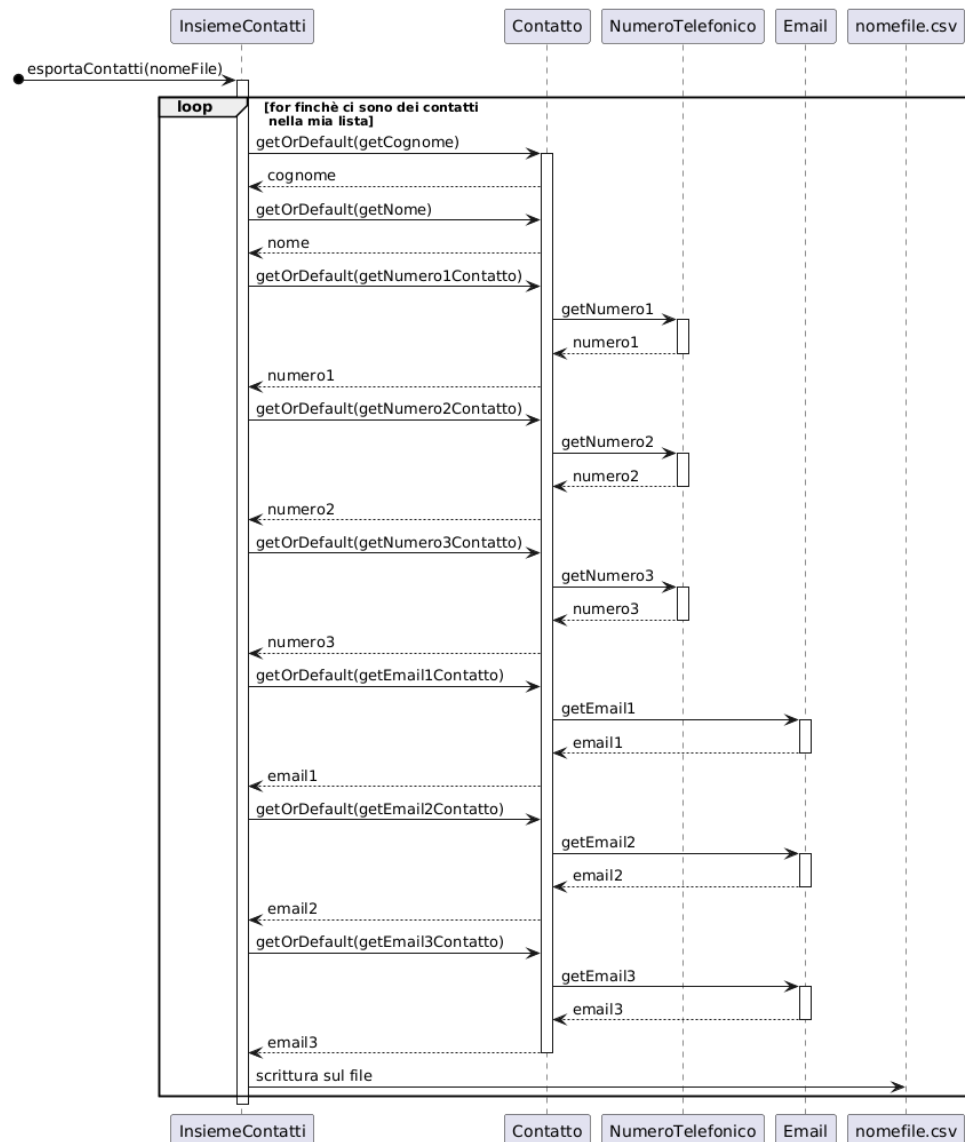 InsiemeContatti Contatto NumeroTelefonico Email nomefile.csv
esportaContatti(nomeFile)
loop [for finchè ci sono dei contatti
nella mia lista]
getOrDefault(getCognome)
cognome
getOrDefault(getNome)
nome
getOrDefault(getNumero1Contatto)
getNumero1
numero1
numero1
getOrDefault(getNumero2Contatto)
getNumero2
numero2
numero2
getOrDefault(getNumero3Contatto)
getNumero3
numero3
numero3
getOrDefault(getEmail1Contatto)
getEmail1
email1
email1
getOrDefault(getEmail2Contatto)
getEmail2
email2
email2
getOrDefault(getEmail3Contatto)
getEmail3
email3
email3
scrittura sul file
InsiemeContatti Contatto NumeroTelefonico Email nomefile.csv